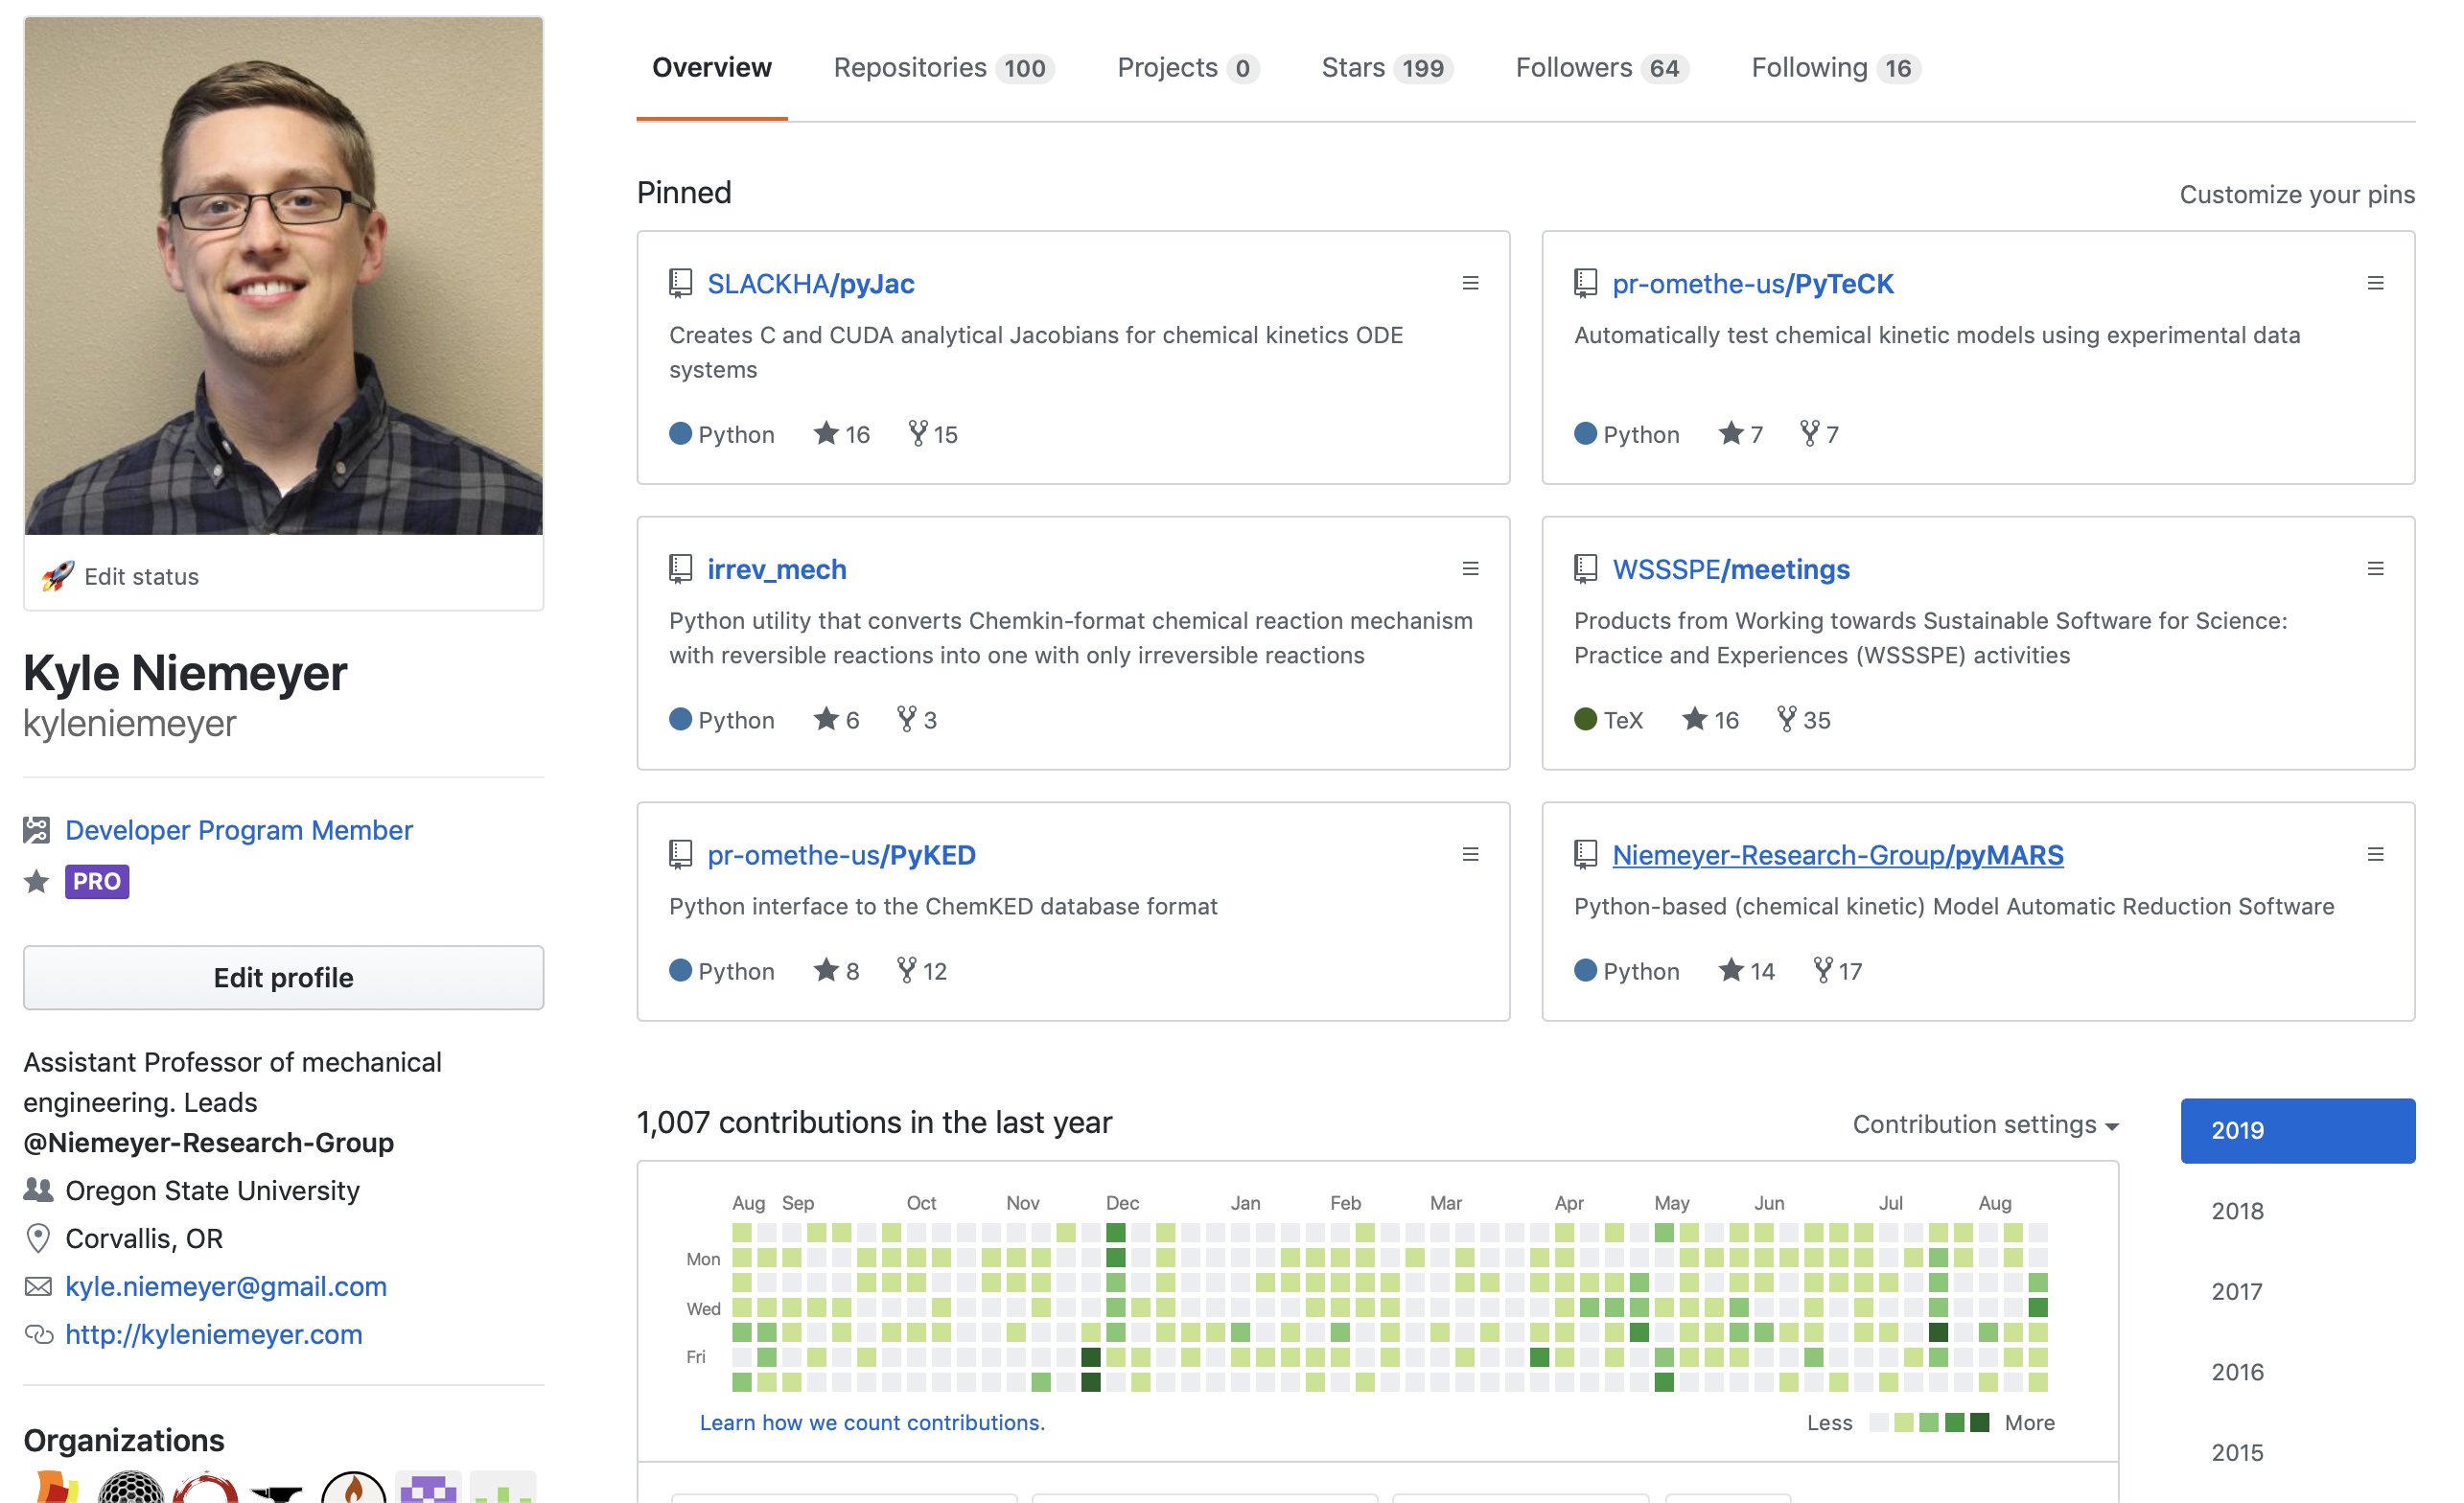 Overview Repositories 100 Projects 0 Stars 199 Followers 64 Following 16
Pinned Customize your pins
SLACKHA/pyJac
Creates C and CUDA analytical Jacobians for chemical kinetics ODE
systems
Python 16 15
pr-omethe-us/PyTeCK
Automatically test chemical kinetic models using experimental data
Python 7 7
irrev_mech
Python utility that converts Chemkin-format chemical reaction mechanism
with reversible reactions into one with only irreversible reactions
Python 6 3
WSSSPE/meetings
Products from Working towards Sustainable Software for Science:
Practice and Experiences (WSSSPE) activities
TeX 16 35
pr-omethe-us/PyKED
Python interface to the ChemKED database format
Python 8 12
Niemeyer-Research-Group/pyMARS
Python-based (chemical kinetic) Model Automatic Reduction Software
Python 14 17
Edit status
Kyle Niemeyer
kyleniemeyer
Developer Program Member
PRO
Edit profile
Assistant Professor of mechanical
engineering. Leads
@Niemeyer-Research-Group
Oregon State University
Corvallis, OR
kyle.niemeyer@gmail.com
http://kyleniemeyer.com
Organizations
1,007 contributions in the last year Contribution settings
Aug Sep Oct Nov Dec Jan Feb Mar Apr May Jun Jul Aug
Mon
Wed
Fri
Learn how we count contributions. Less More
2019
2018
2017
2016
2015